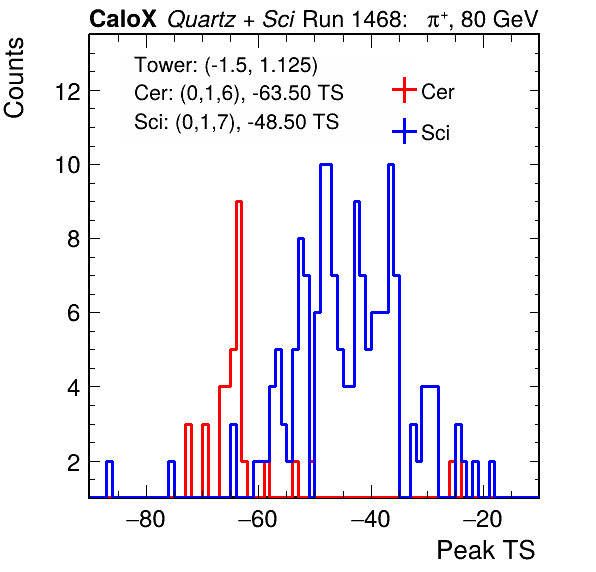 CaloX Quartz + Sci Run 1468: π+, 80 GeV
Counts
Tower: (-1.5, 1.125)
Cer: (0,1,6), -63.50 TS
Sci: (0,1,7), -48.50 TS
Cer
Sci
12
10
8
6
4
2
−80 −60 −40 −20
Peak TS